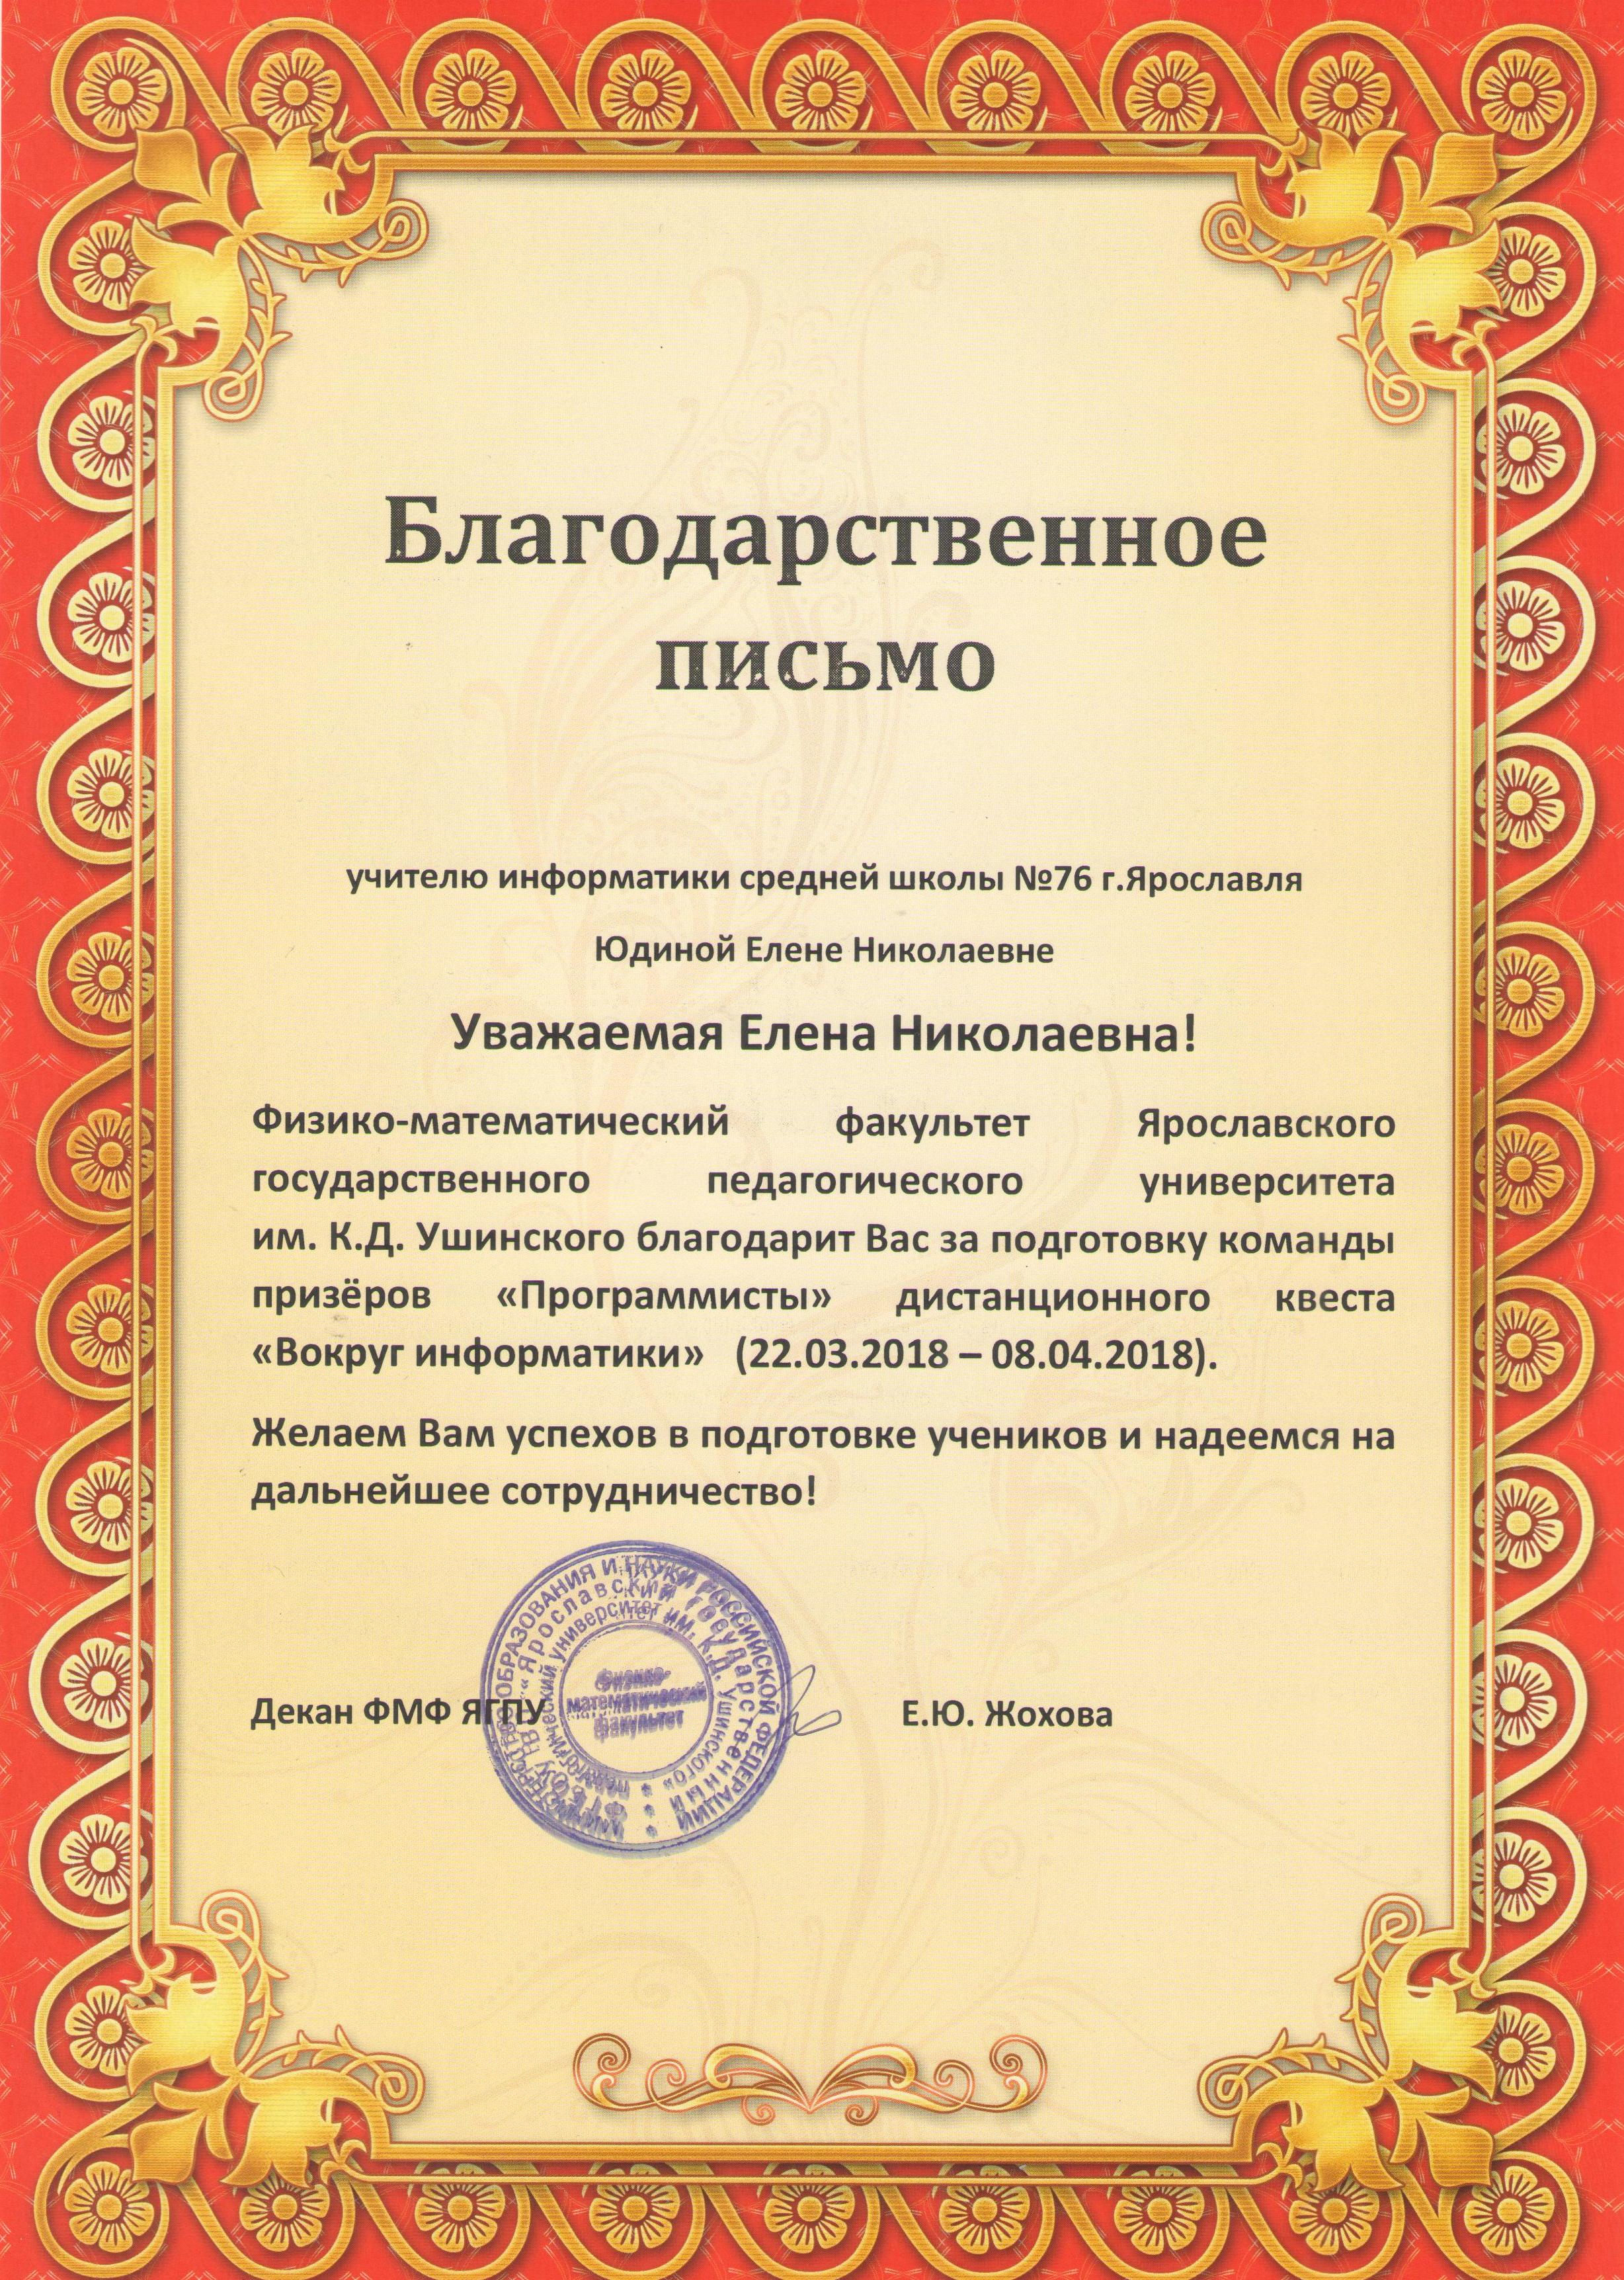 Благодарственное
письмо
учителю информатики средней школы №76 г.Ярославля
Юдиной Елене Николаевне
Уважаемая Елена Николаевна!
Физико-математический факультет Ярославского
государственного педагогического университета
им. К.Д. Ушинского благодарит Вас за подготовку команды
призёров «Программисты» дистанционного квеста
«Вокруг информатики» (22.03.2018 – 08.04.2018).
Желаем Вам успехов в подготовке учеников и надеемся на
дальнейшее сотрудничество!
Декан ФМФ ЯГПУ
Е.Ю. Жохова
ОБРАЗОВАНИЯ И НАУКИ РОССИЙСКОЙ ФЕДЕРАЦИИ
«Ярославский государственный
педагогический университет им. К.Д. Ушинского»
Физико-
математический
факультет